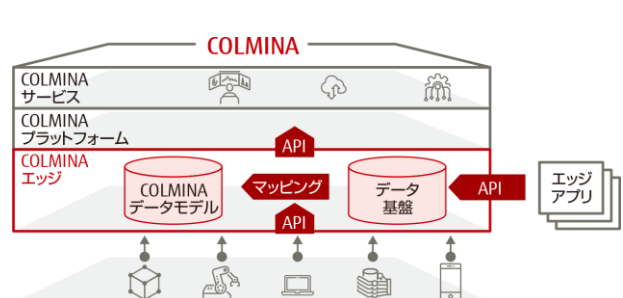 COLMINA
COLMINA
サービス
COLMINA
プラットフォーム
API
COLMINA
エッジ
COLMINA
データモデル
マッピング
データ
基盤
API
エッジ
アプリ
API